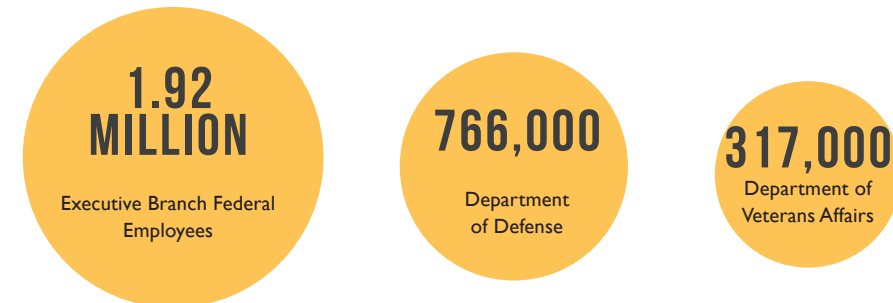 1.92
MILLION
Executive Branch Federal
Employees
766,000
Department
of Defense
317,000
Department of
Veterans Affairs